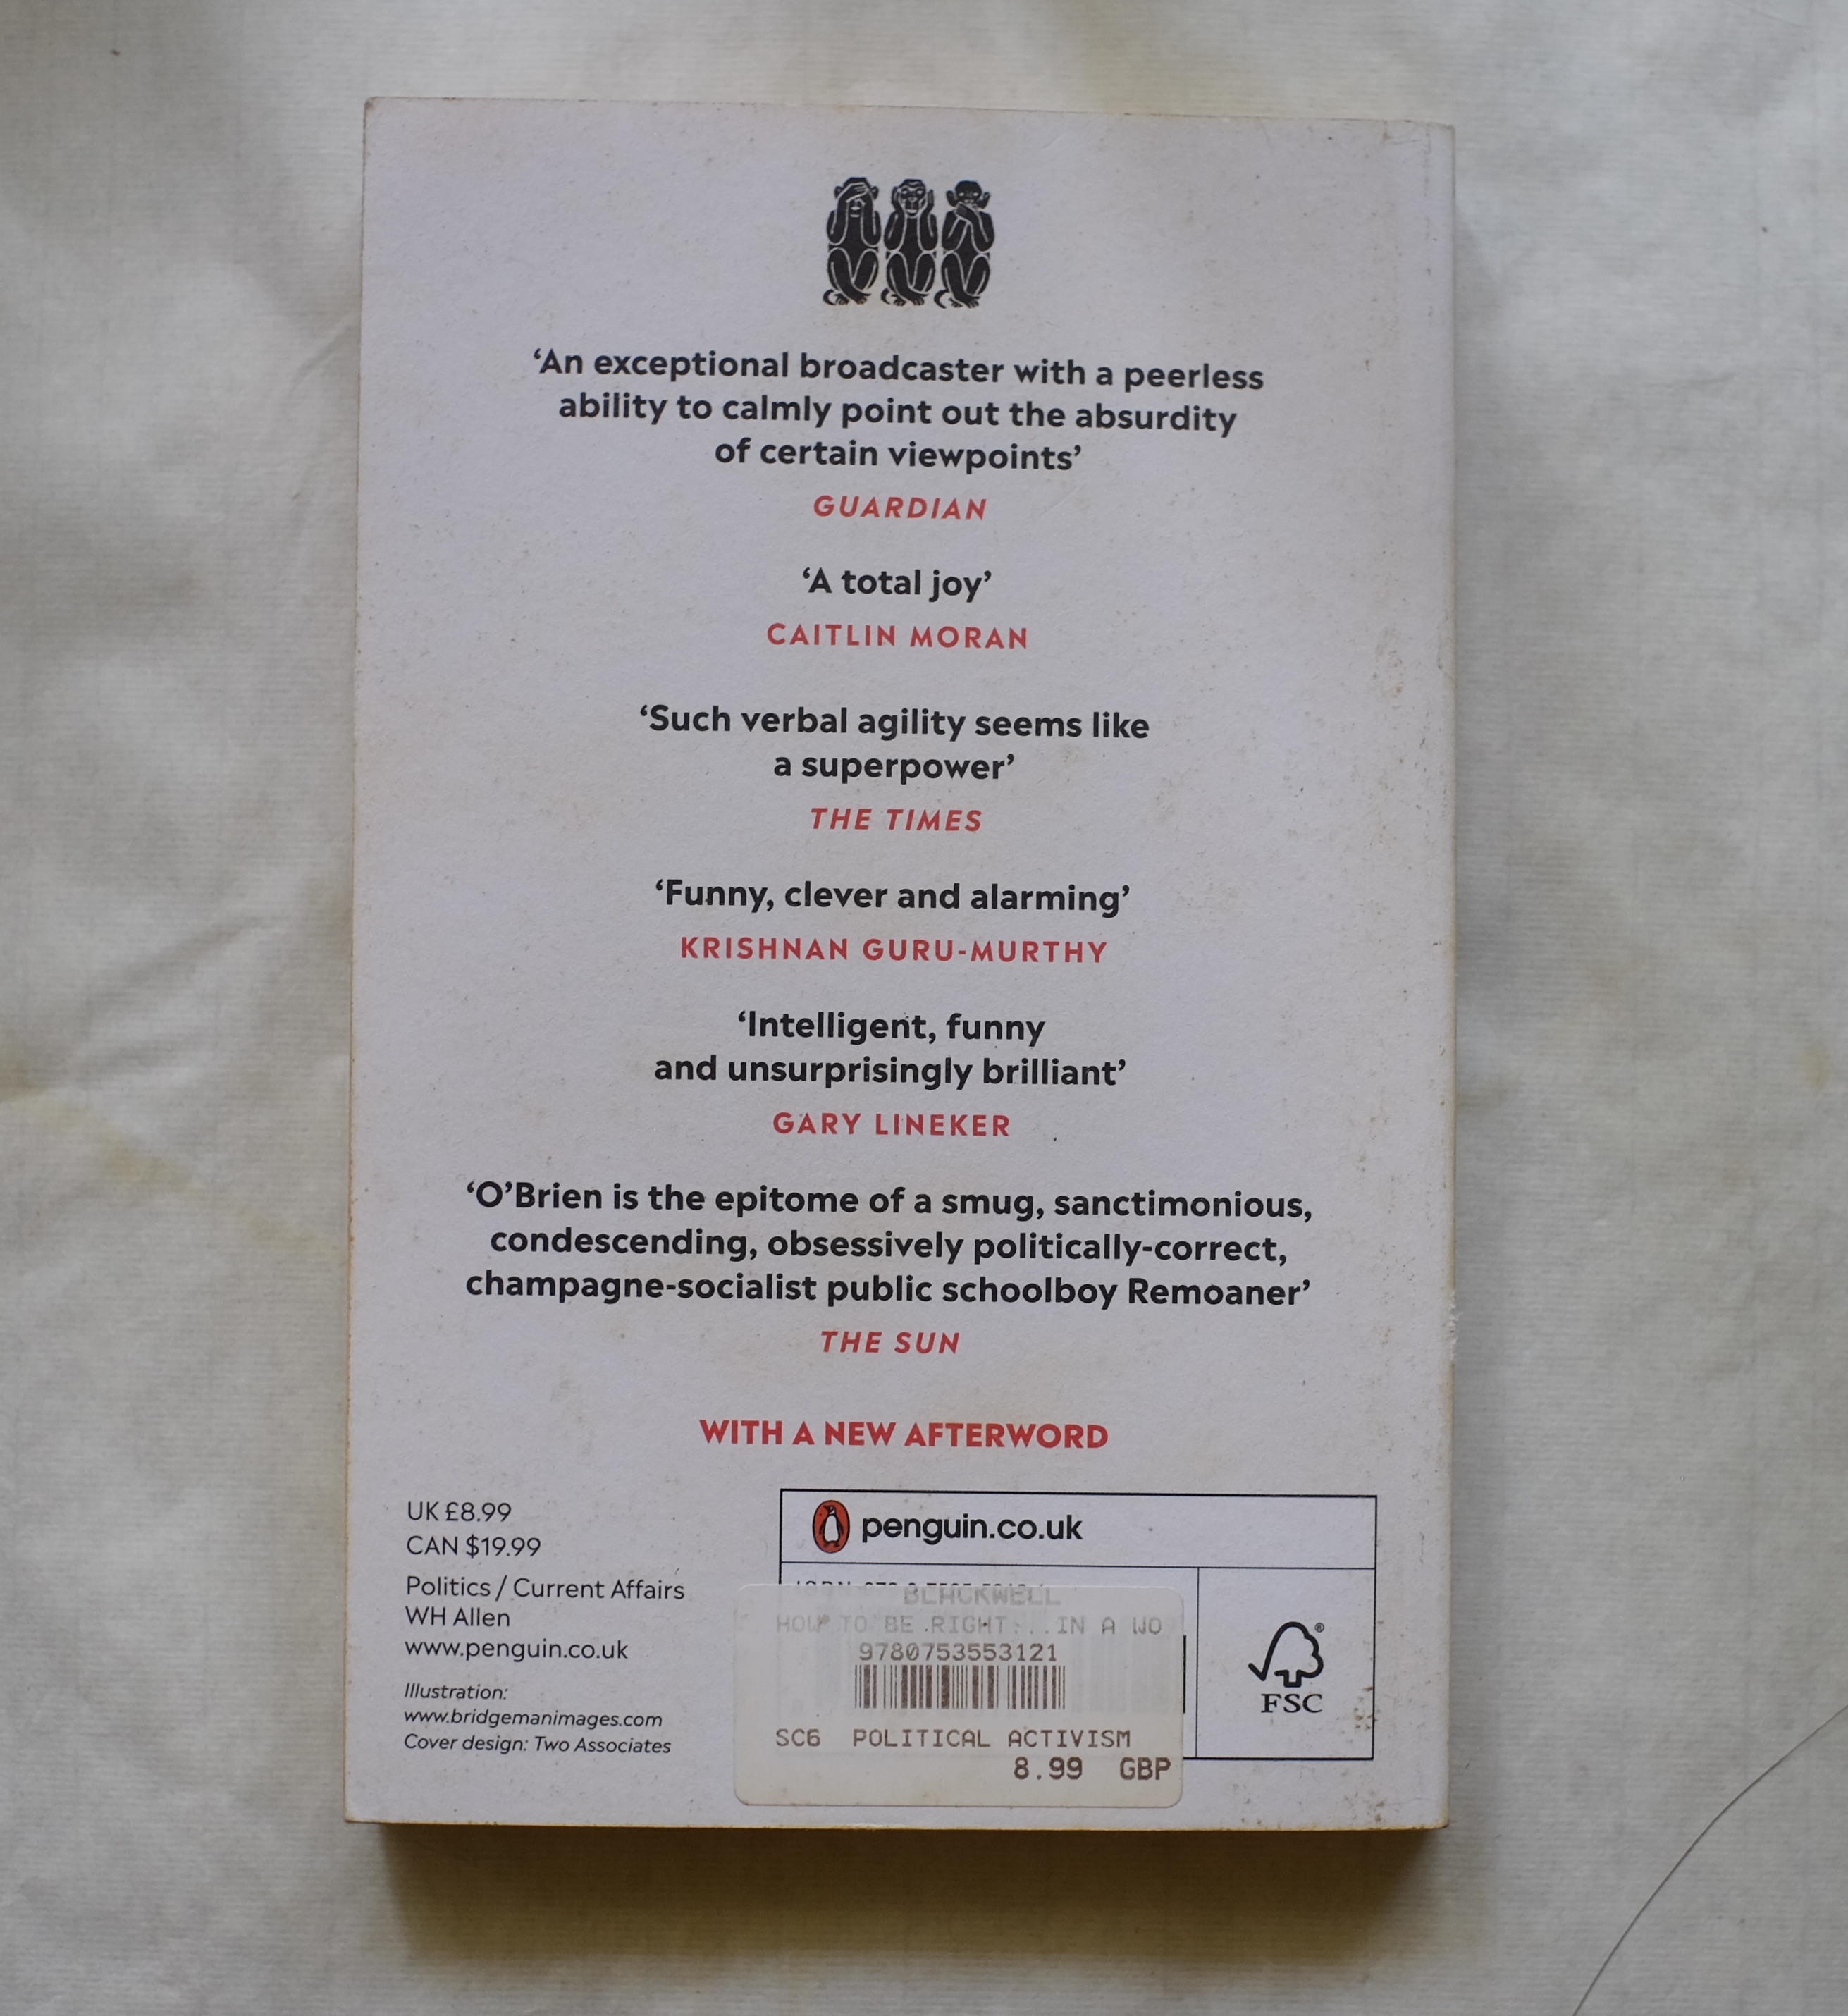 ‘An exceptional broadcaster with a peerless
ability to calmly point out the absurdity
of certain viewpoints’
GUARDIAN
‘A total joy’
CAITLIN MORAN
‘Such verbal agility seems like
a superpower’
THE TIMES
‘Funny, clever and alarming’
KRISHNAN GURU-MURTHY
‘Intelligent, funny
and unsurprisingly brilliant’
GARY LINEKER
‘O’Brien is the epitome of a smug, sanctimonious,
condescending, obsessively politically-correct,
champagne-socialist public schoolboy Remoaner’
THE SUN
WITH A NEW AFTERWORD
UK £8.99
CAN $19.99
Politics / Current Affairs
WH Allen
www.penguin.co.uk
Illustration:
www.bridgemanimages.com
Cover design: Two Associates
penguin.co.uk
BLACKWELL
HOW TO BE RIGHT... IN A WO
9780753553121
SC6 POLITICAL ACTIVISM
8.99 GBP
®
FSC